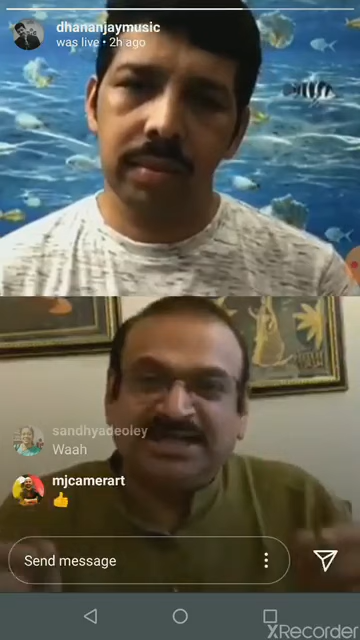 dhananjaymusic
was live • 2h ago
sandhyadeoley
Waah
mjcamerart
👍
Send message
XRecorder